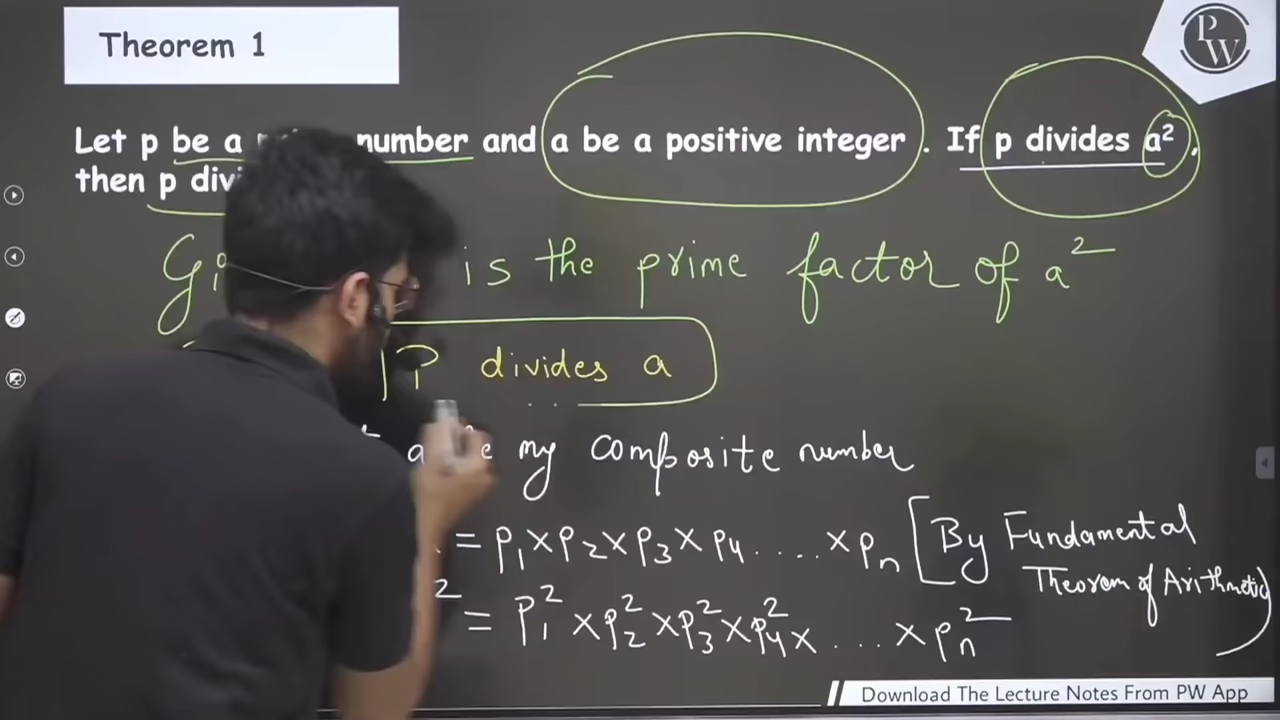 Theorem 1
PW
Let p be a number and a be a positive integer. If p divides a².
then p
is the prime factor of a²
P divides a
a my composite number
= p₁×p₂×p₃×p₄.....×pₙ [By Fundamental
Theorem of Arithmetic)
² = p₁²×p₂²×p₃²×p₄²×....×pₙ²
Download The Lecture Notes From PW App